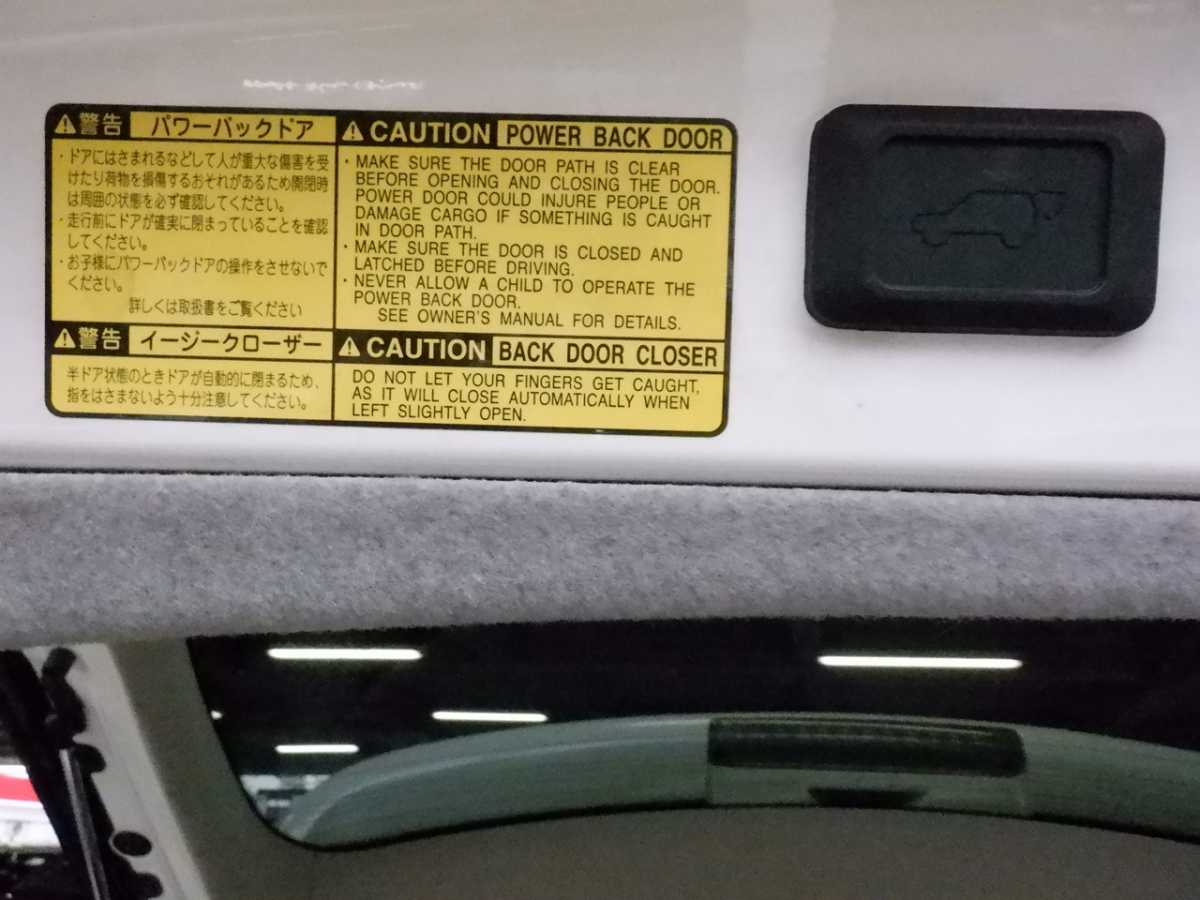 警告 パワーバックドア
・ドアにはさまれるなどして人が重大な傷害を受
けたり荷物を損傷するおそれがあるため開閉時
は周囲の状態を必ず確認してください。
・走行前にドアが確実に閉まっていることを確認
してください。
・お子様にパワーバックドアの操作をさせないで
ください。
詳しくは取扱書をご覧ください
警告 イージークローザー
半ドア状態のときドアが自動的に閉まるため、
指をはさまないよう十分注意してください。
CAUTION POWER BACK DOOR
・MAKE SURE THE DOOR PATH IS CLEAR
BEFORE OPENING AND CLOSING THE DOOR.
POWER DOOR COULD INJURE PEOPLE OR
DAMAGE CARGO IF SOMETHING IS CAUGHT
IN DOOR PATH.
・MAKE SURE THE DOOR IS CLOSED AND
LATCHED BEFORE DRIVING.
・NEVER ALLOW A CHILD TO OPERATE THE
POWER BACK DOOR.
SEE OWNER'S MANUAL FOR DETAILS.
CAUTION BACK DOOR CLOSER
DO NOT LET YOUR FINGERS GET CAUGHT,
AS IT WILL CLOSE AUTOMATICALLY WHEN
LEFT SLIGHTLY OPEN.